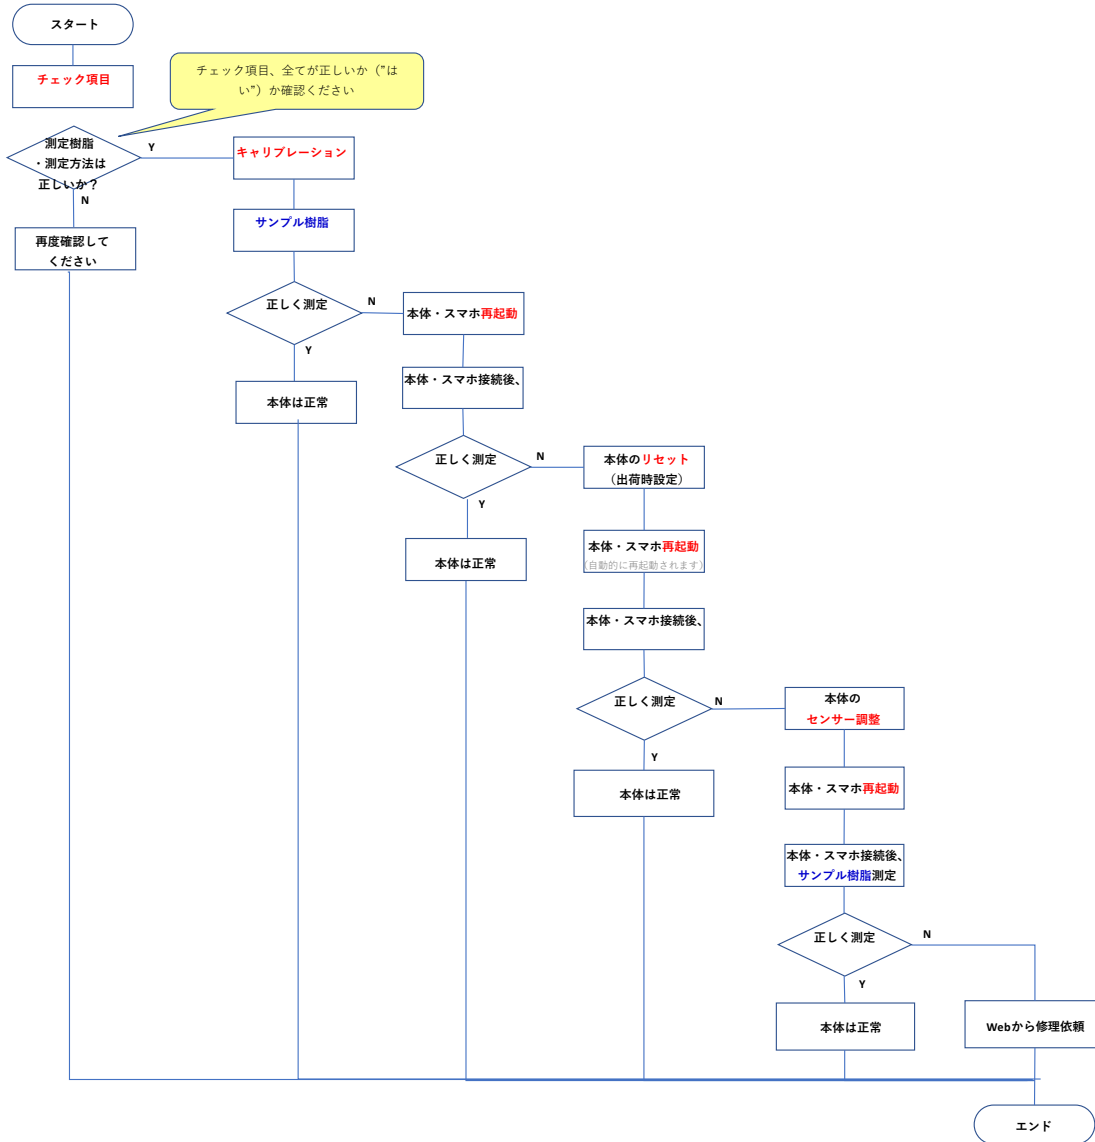 スタート
チェック項目
チェック項目、全てが正しいか（”は
い”）か確認ください
測定樹脂
・測定方法は
正しいか？
Y
N
キャリブレーション
サンプル樹脂
再度確認して
ください
正しく測定
N
Y
本体・スマホ再起動
本体・スマホ接続後、
本体は正常
正しく測定
N
Y
本体のリセット
（出荷時設定）
本体・スマホ再起動
（自動的に再起動されます）
本体は正常
本体・スマホ接続後、
正しく測定
N
Y
本体の
センサー調整
本体・スマホ再起動
本体は正常
本体・スマホ接続後、
サンプル樹脂測定
正しく測定
N
Y
本体は正常
Webから修理依頼
エンド